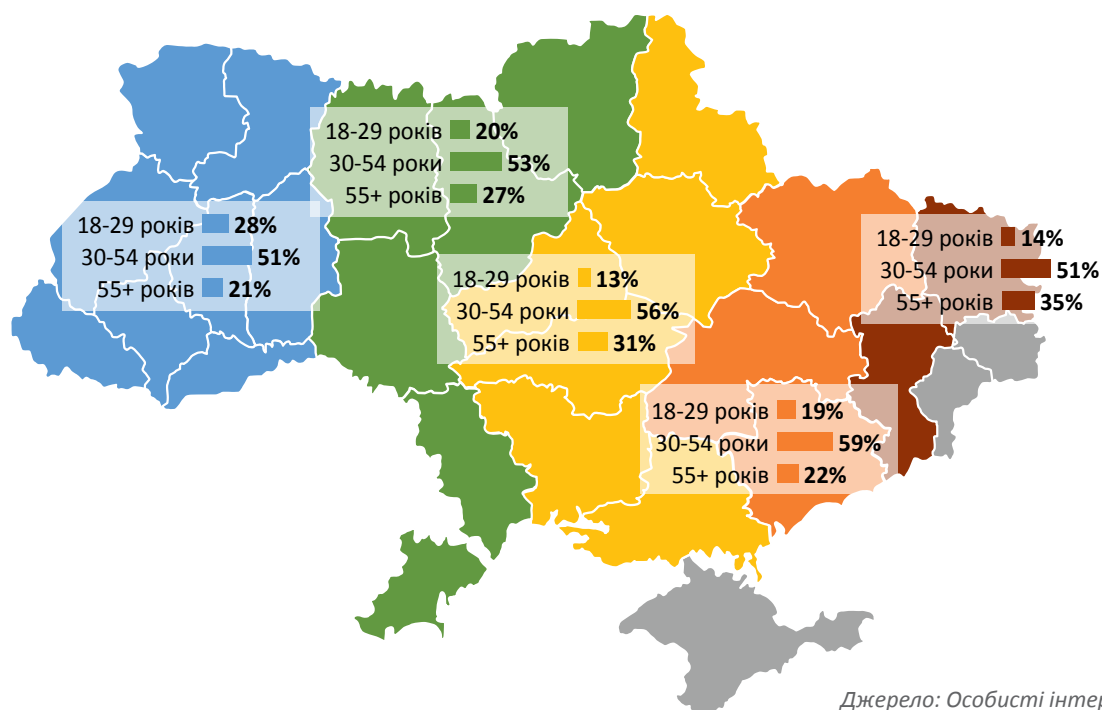 18-29 років 20%
30-54 роки 53%
55+ років 27%
18-29 років 28%
30-54 роки 51%
55+ років 21%
18-29 років 14%
30-54 роки 51%
55+ років 35%
18-29 років 13%
30-54 роки 56%
55+ років 31%
18-29 років 19%
30-54 роки 59%
55+ років 22%
Джерело: Особисті